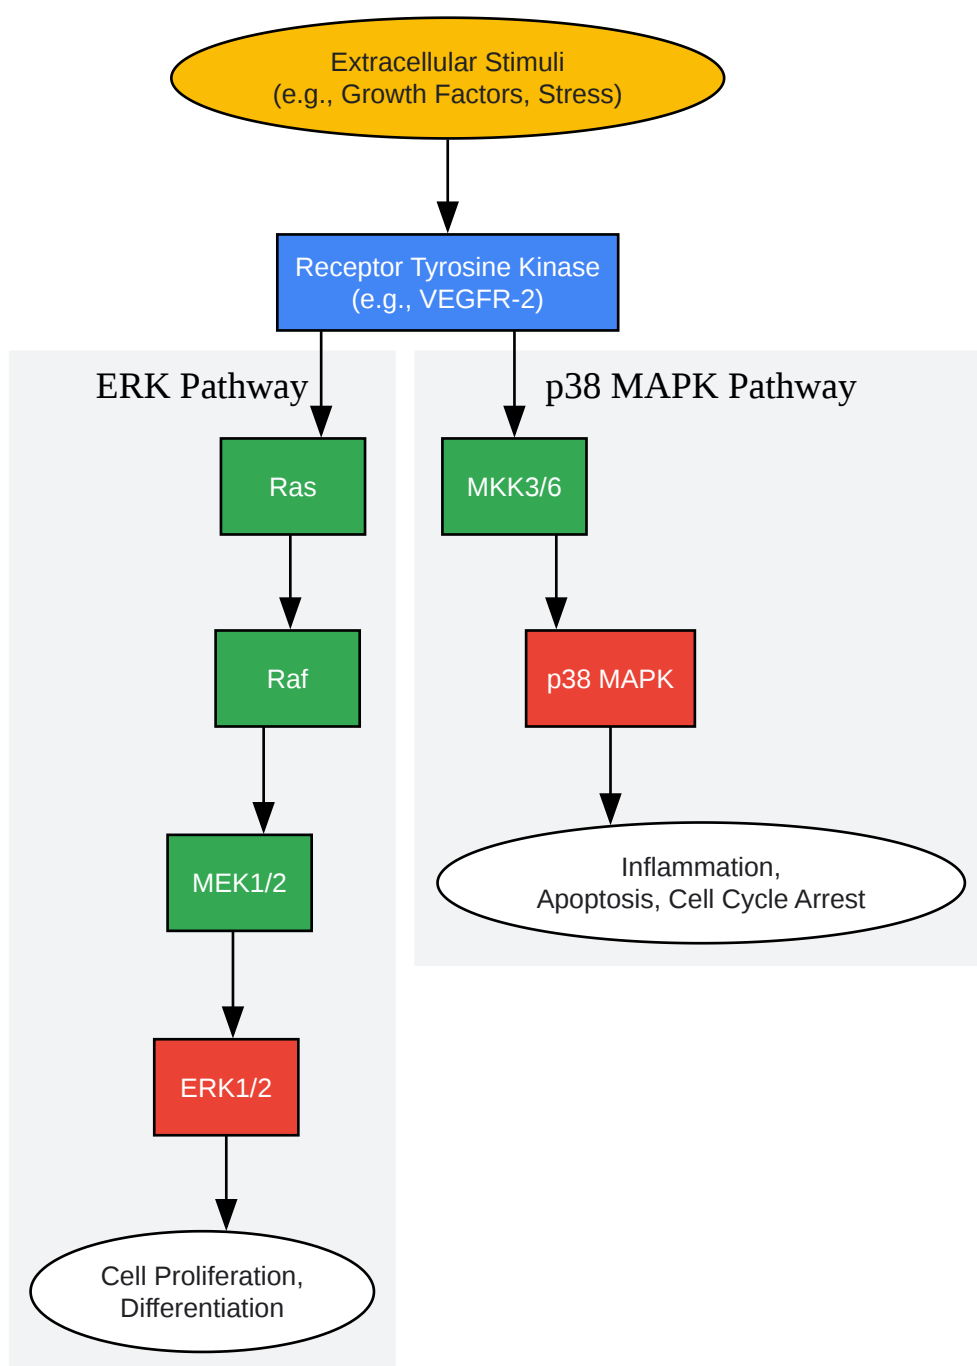 Extracellular Stimuli
(e.g., Growth Factors, Stress)
Receptor Tyrosine Kinase
(e.g., VEGFR-2)
ERK Pathway
Ras
Raf
MEK1/2
ERK1/2
Cell Proliferation,
Differentiation
p38 MAPK Pathway
MKK3/6
p38 MAPK
Inflammation,
Apoptosis, Cell Cycle Arrest